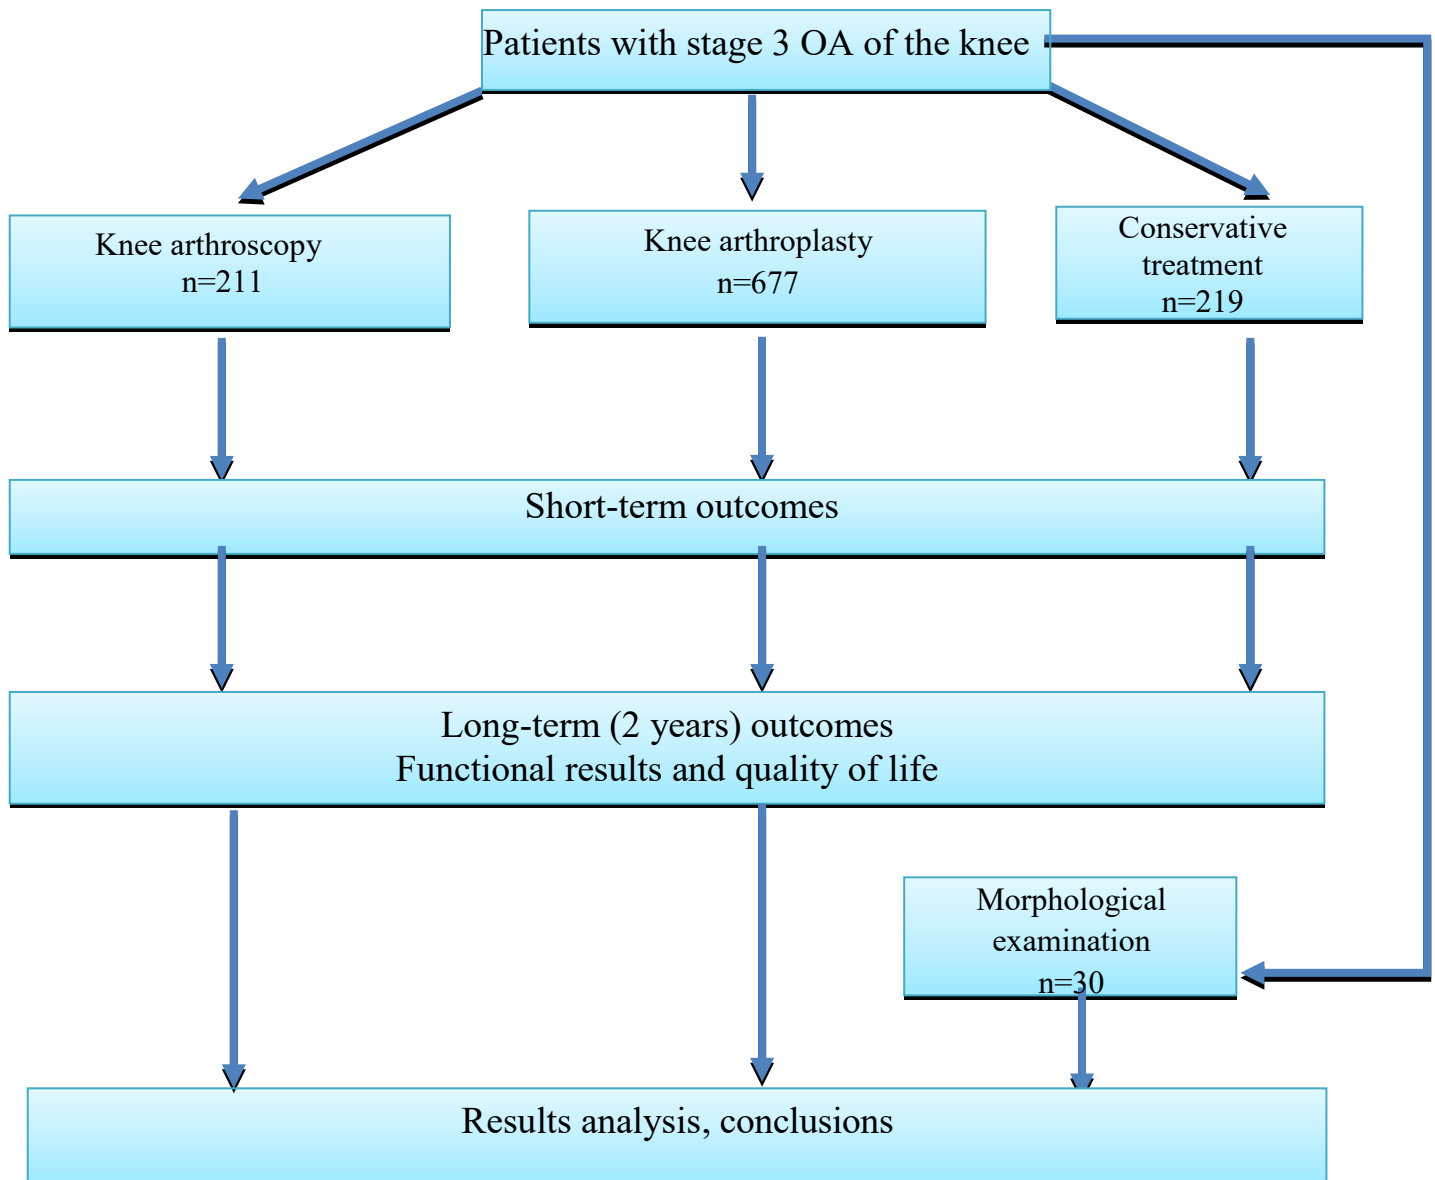 Patients with stage 3 OA of the knee
Knee arthroscopy
n=211
Knee arthroplasty
n=677
Conservative
treatment
n=219
Short-term outcomes
Long-term (2 years) outcomes
Functional results and quality of life
Morphological
examination
n=30
Results analysis, conclusions